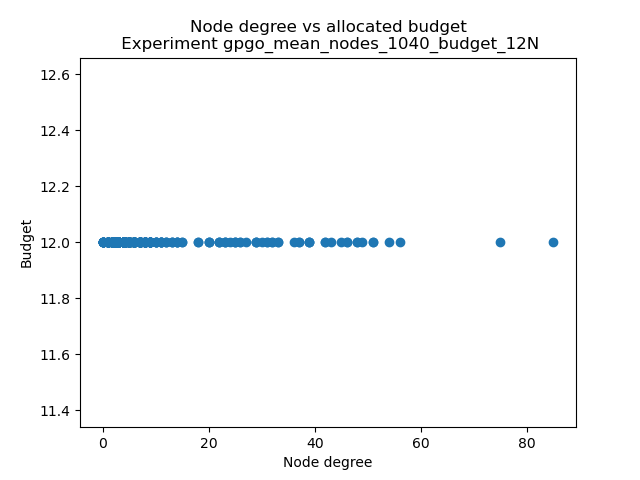 Node degree vs allocated budget
Experiment gpgo_mean_nodes_1040_budget_12N
12.6
12.4
12.2
12.0
11.8
11.6
11.4
Budget
0 20 40 60 80
Node degree